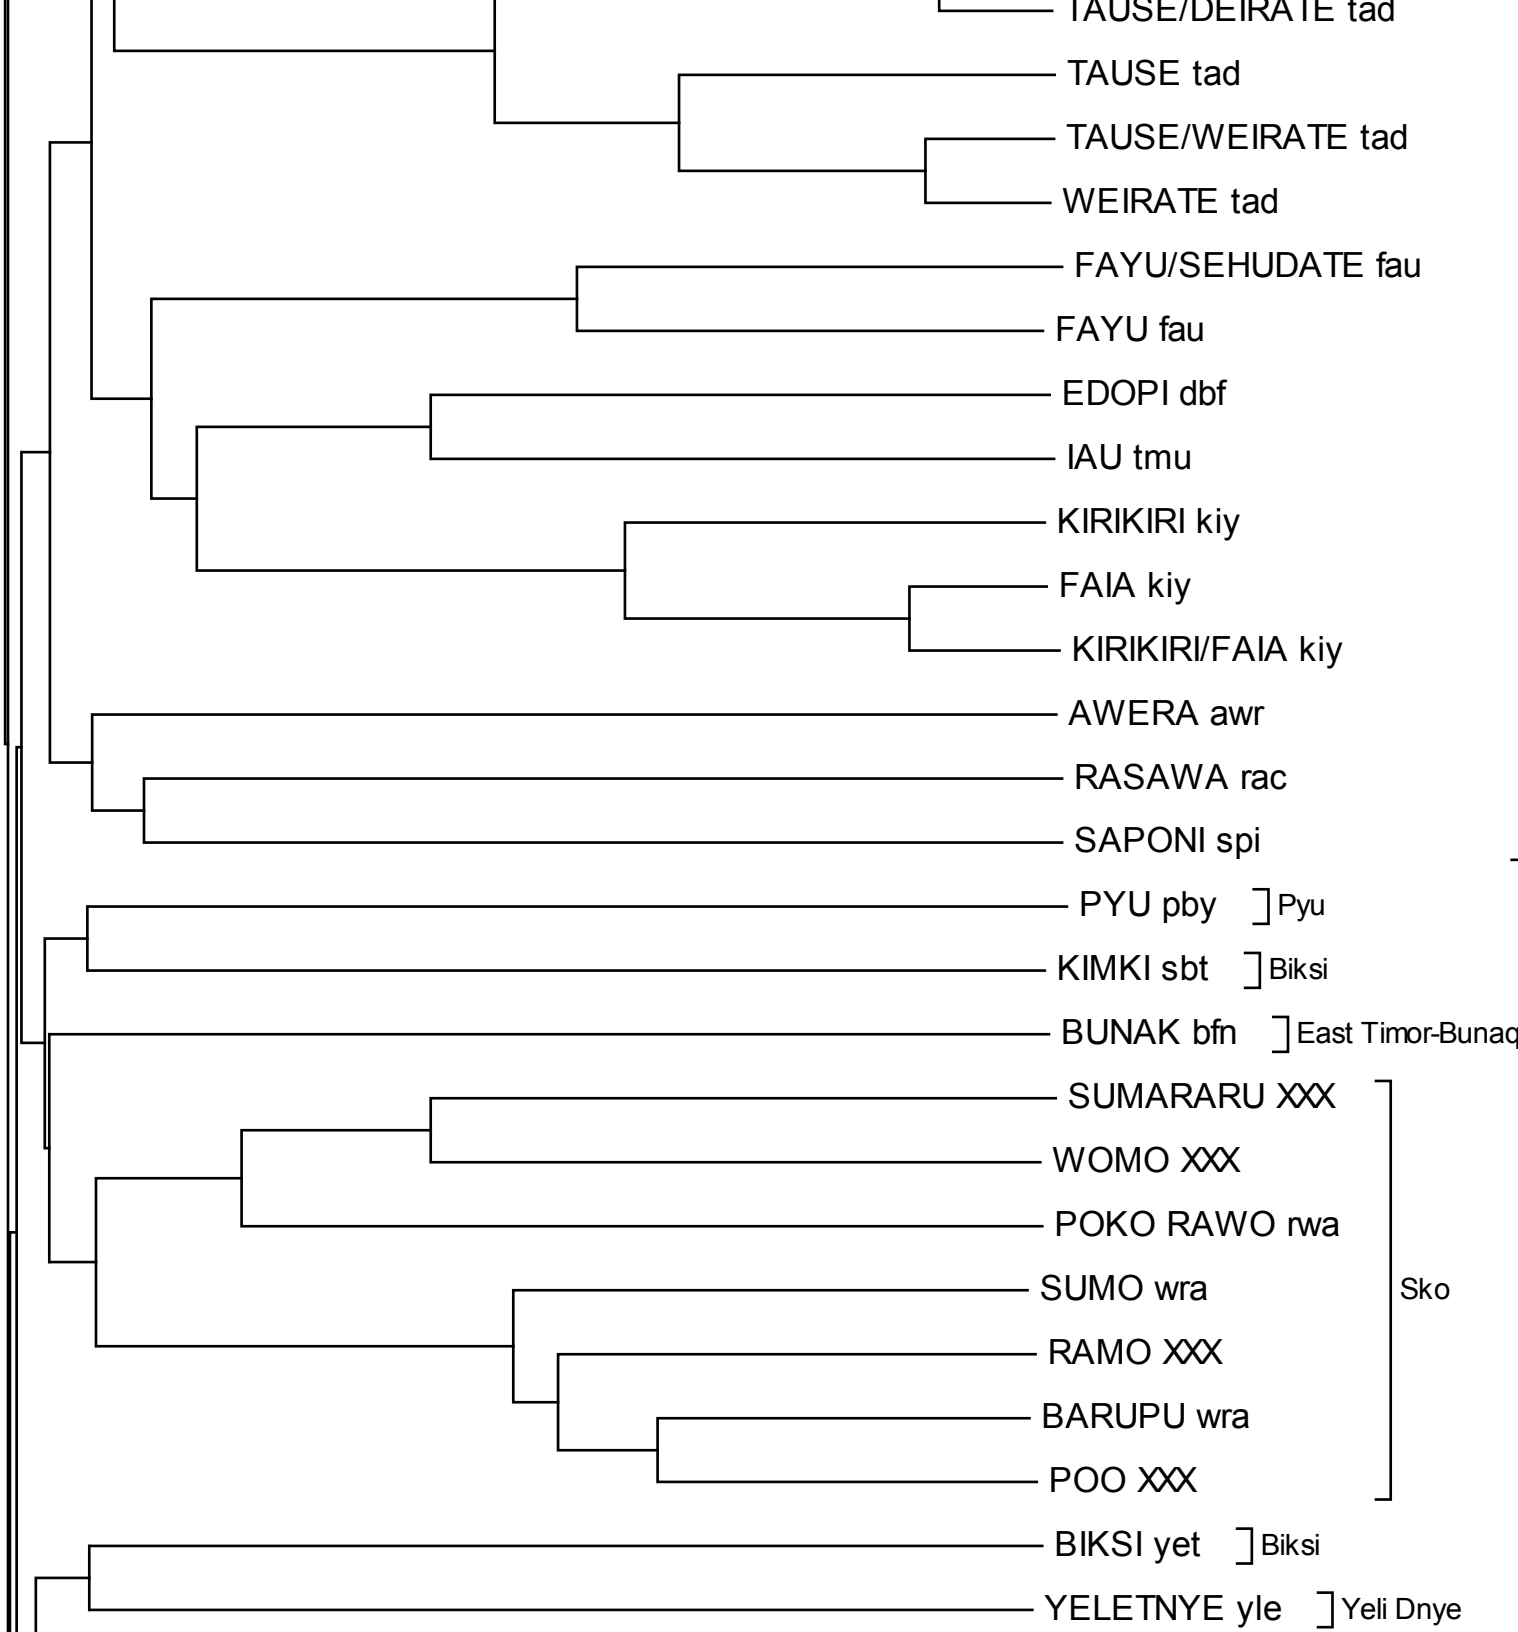 TAUSE/DEIRATE tad
TAUSE tad
TAUSE/WEIRATE tad
WEIRATE tad
FAYU/SEHUDATE fau
FAYU fau
EDOPI dbf
IAU tmu
KIRIKIRI kiy
FAIA kiy
KIRIKIRI/FAIA kiy
AWERA awr
RASAWA rac
SAPONI spi
PYU pby Pyu
KIMKI sbt Biksi
BUNAK bfn East Timor-Bunaq
SUMARARU XXX
WOMO XXX
POKO RAWO rwa
SUMO wra
Sko
RAMO XXX
BARUPU wra
POO XXX
BIKSI yet Biksi
YELETNYE yle Yeli Dnye